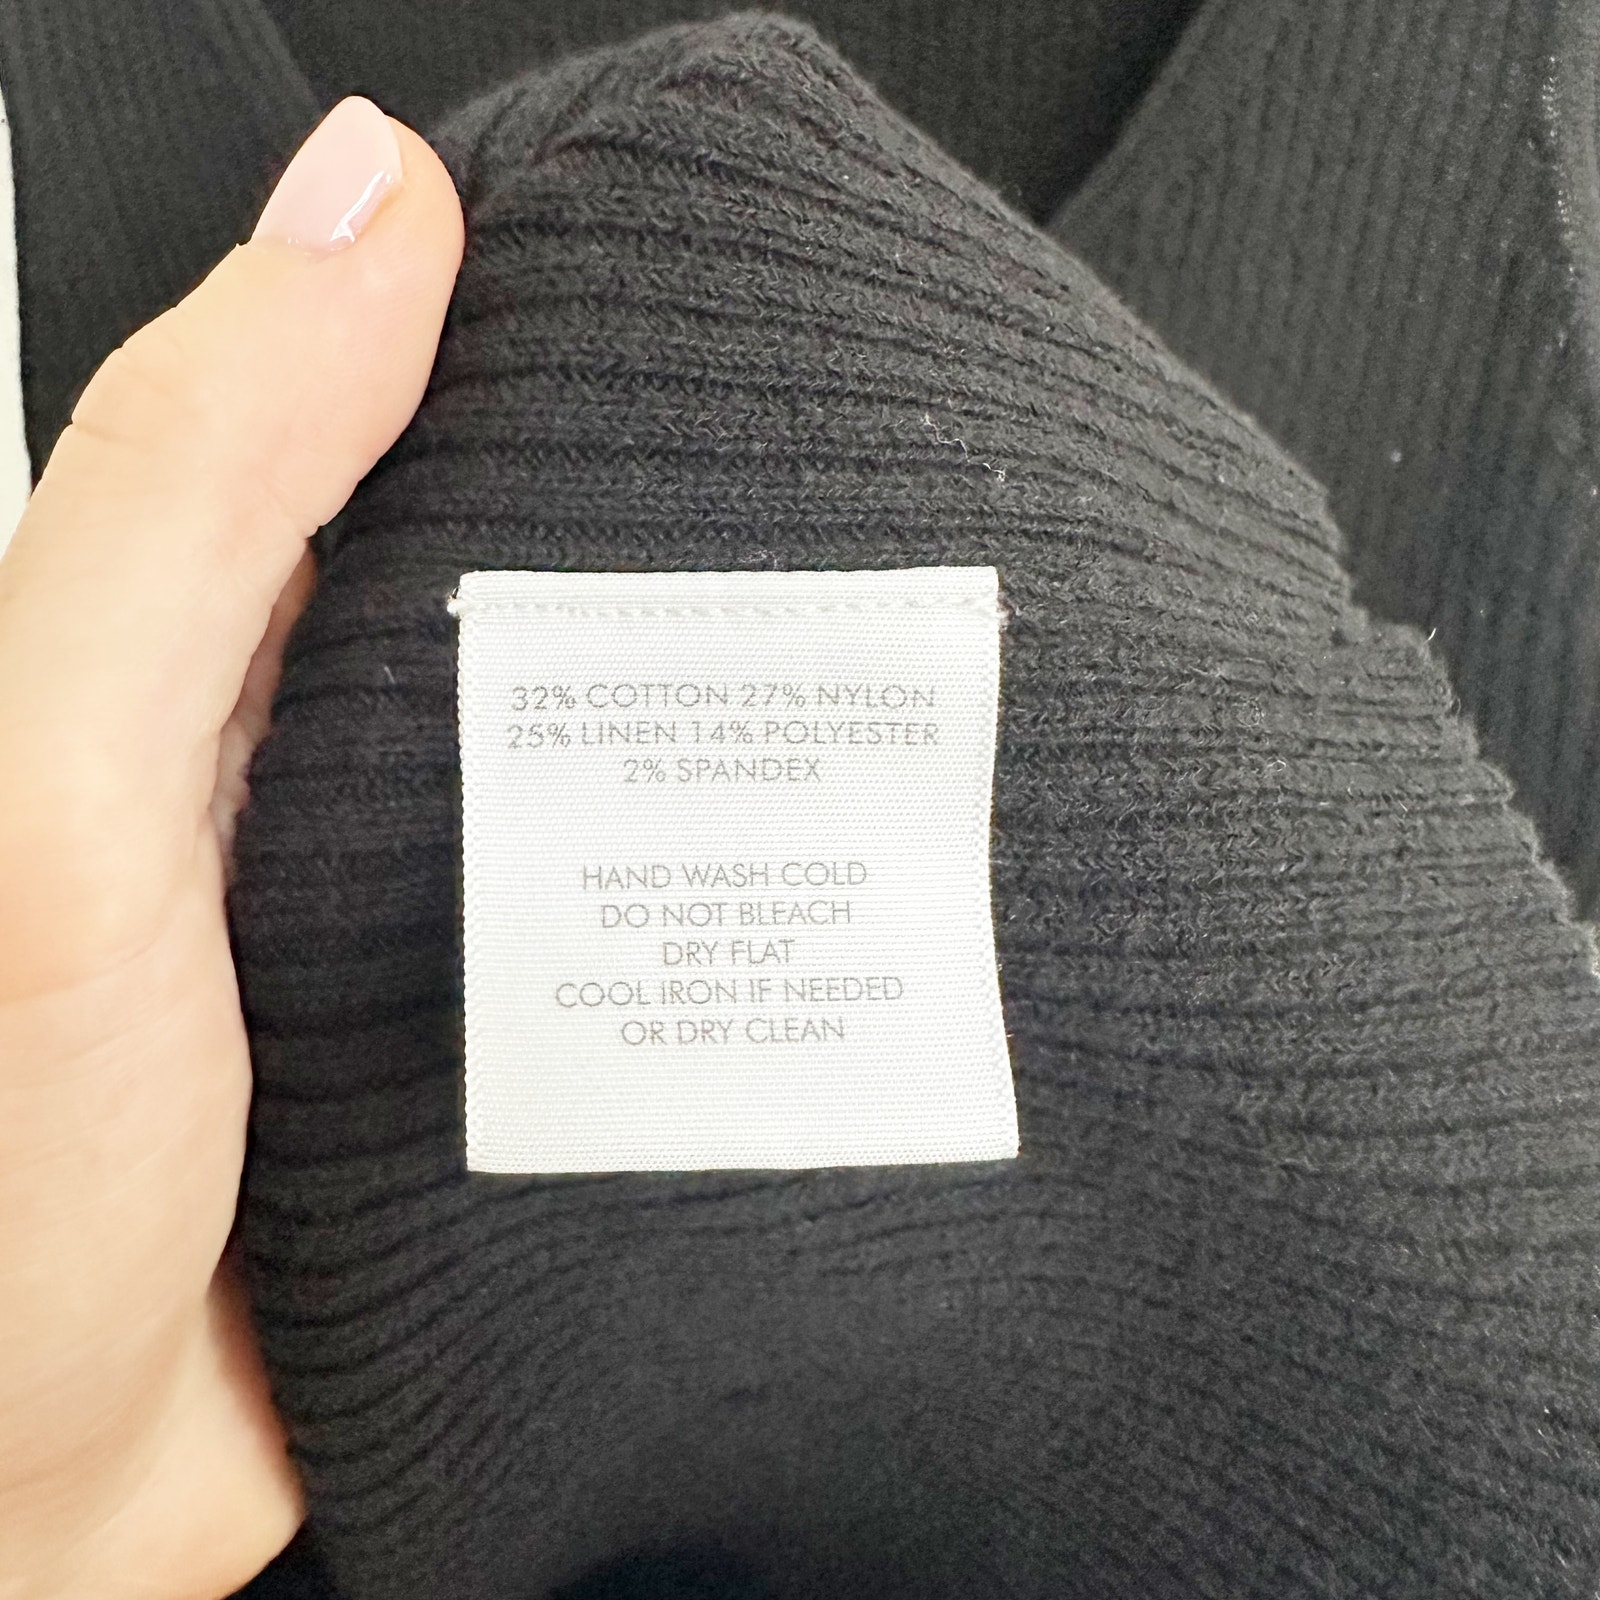 32% COTTON 27% NYLON
25% LINEN 14% POLYESTER
2% SPANDEX
HAND WASH COLD
DO NOT BLEACH
DRY FLAT
COOL IRON IF NEEDED
OR DRY CLEAN